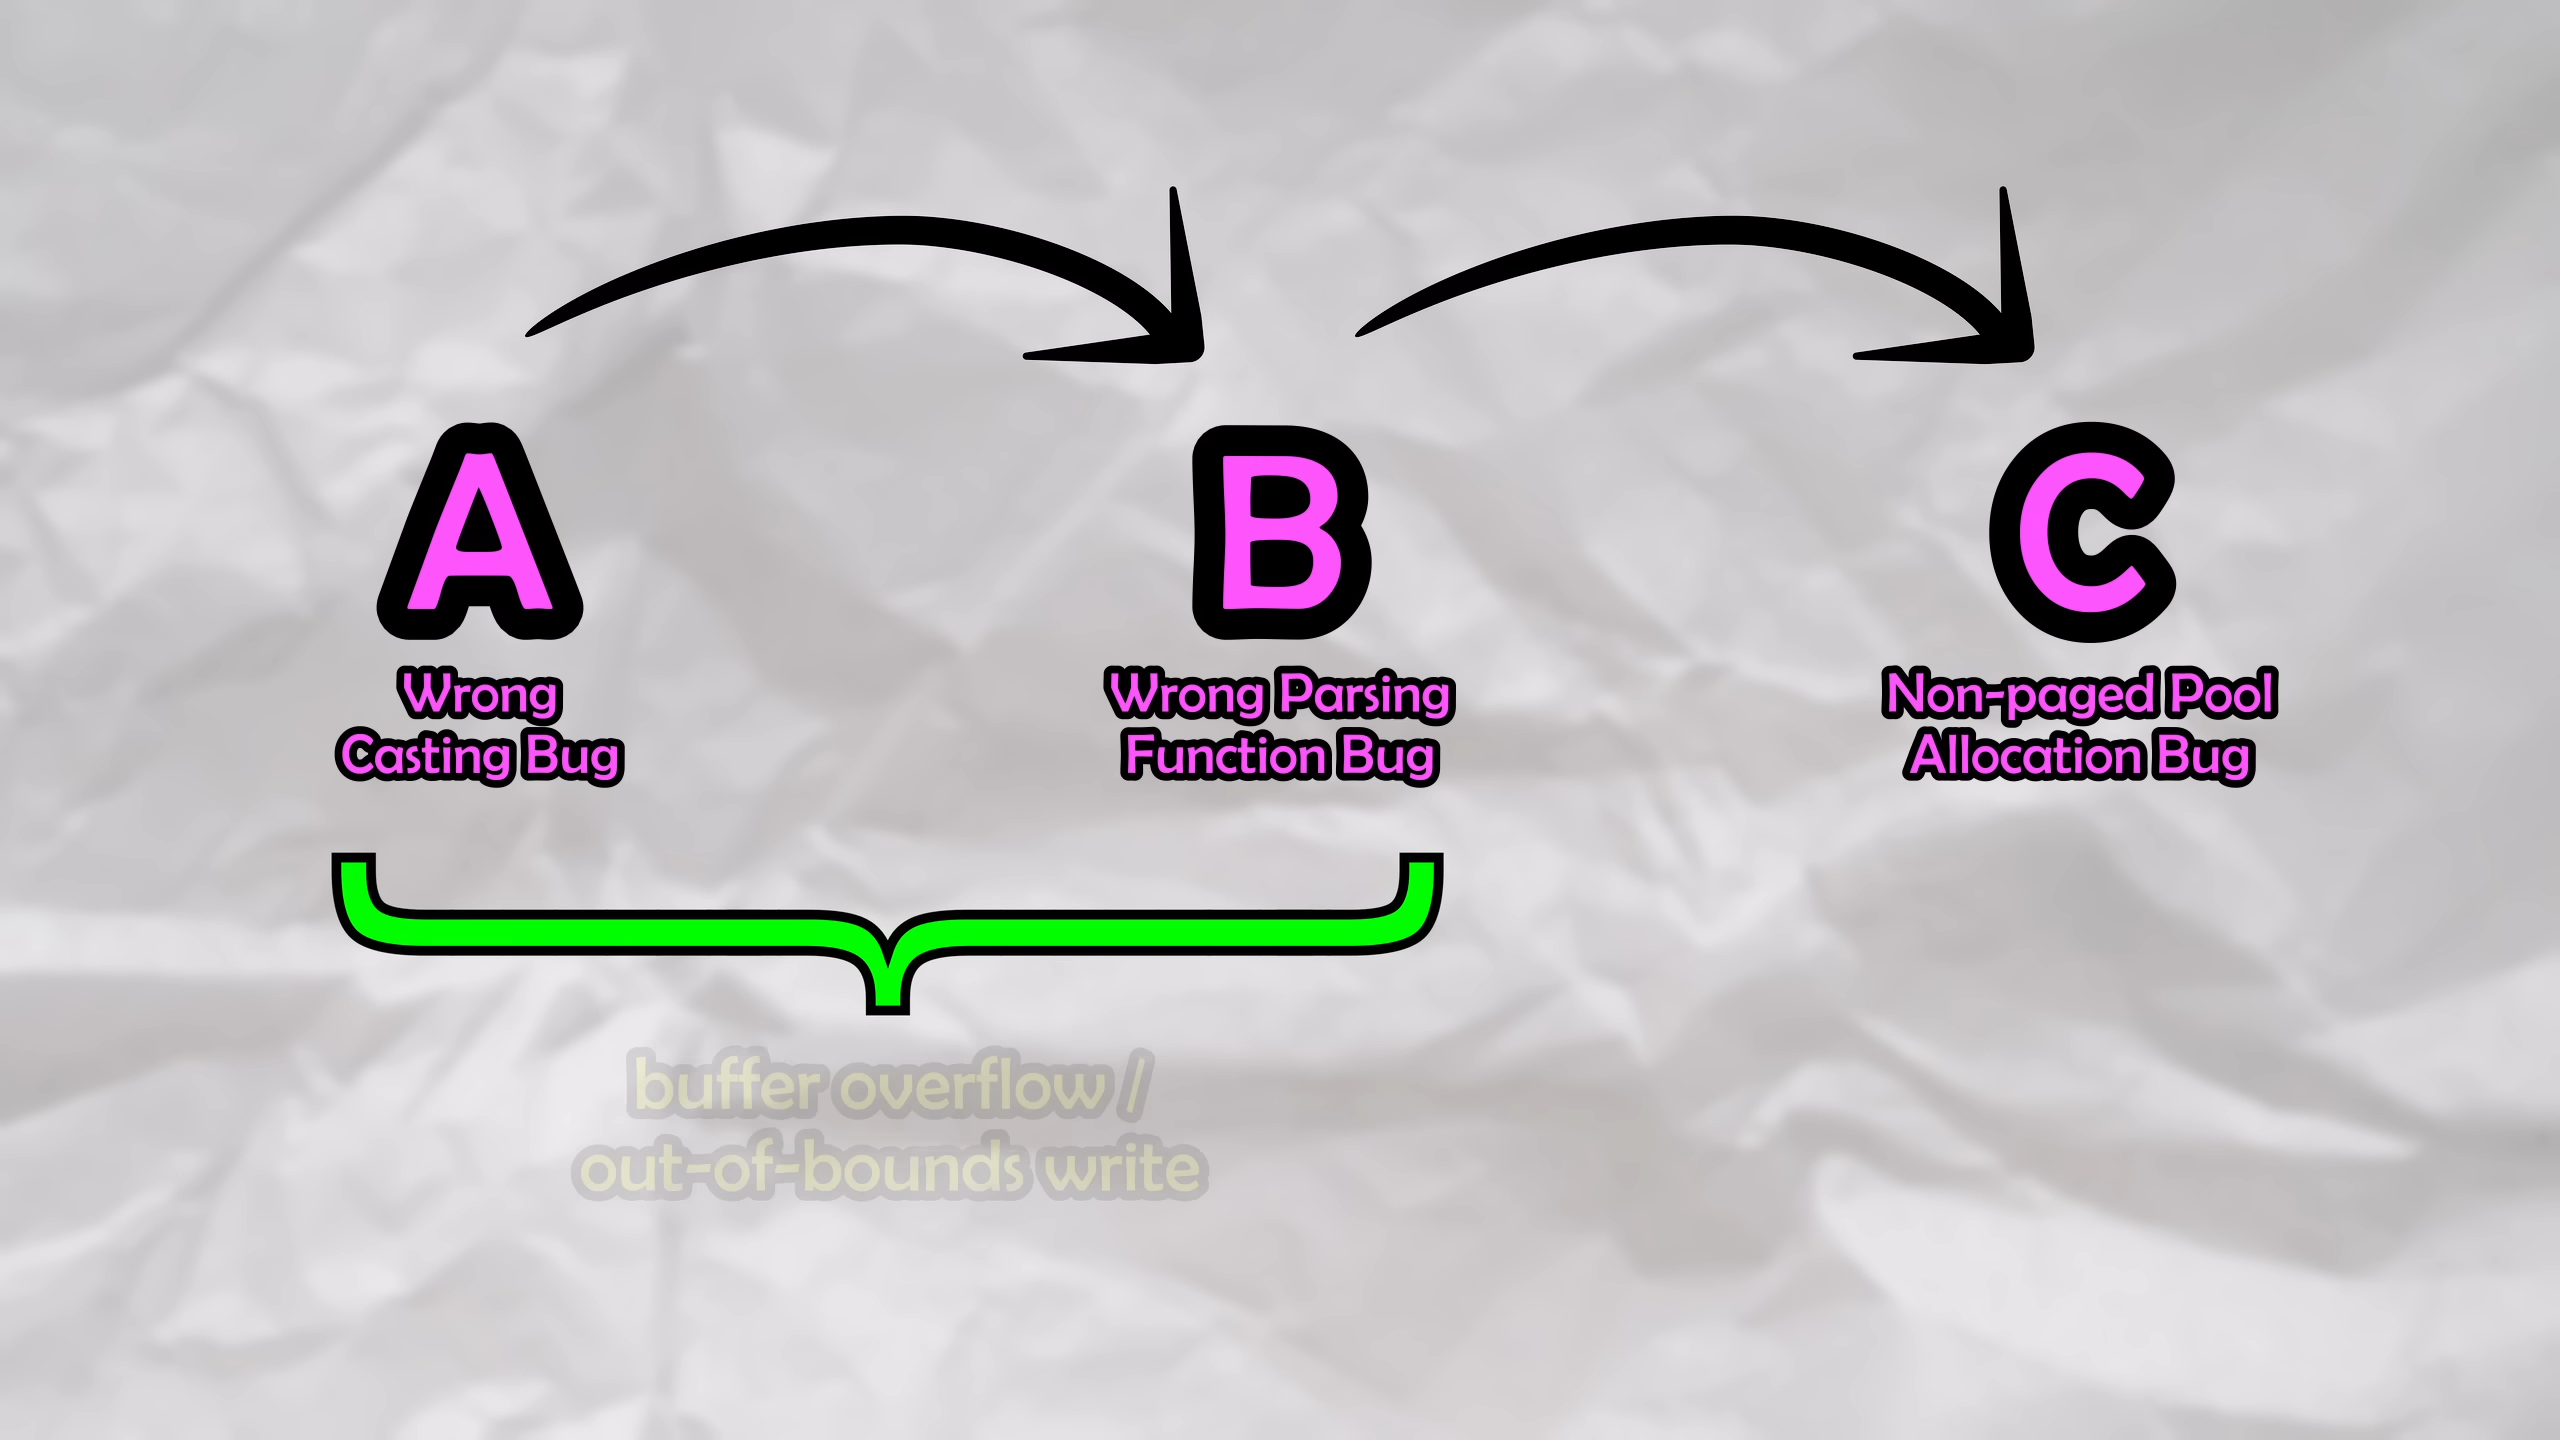 A
B
C
Wrong
Casting Bug
Wrong Parsing
Function Bug
Non-paged Pool
Allocation Bug
buffer overflow /
out-of-bounds write